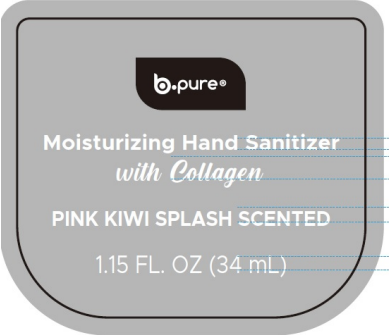 b.pure®
Moisturizing Hand Sanitizer
with Collagen
PINK KIWI SPLASH SCENTED
1.15 FL. OZ (34 mL)